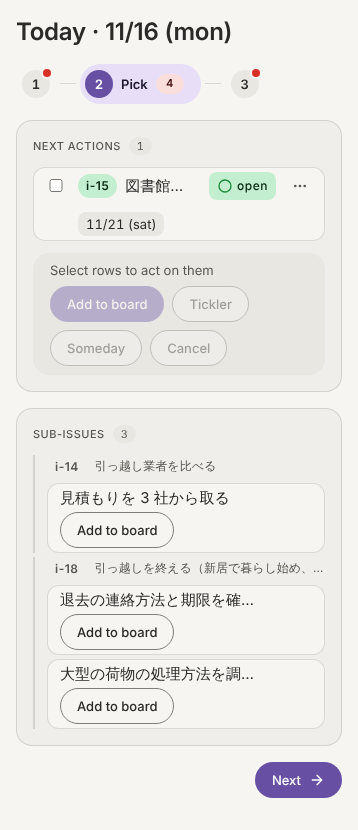 Today · 11/16 (mon)
1 2 Pick 4 3
NEXT ACTIONS 1
i-15 図書館... open ···
11/21 (sat)
Select rows to act on them
Add to board Tickler
Someday Cancel
SUB-ISSUES 3
i-14 引っ越し業者を比べる
見積もりを 3 社から取る
Add to board
i-18 引っ越しを終える（新居で暮らし始め、...
退去の連絡方法と期限を確...
Add to board
大型の荷物の処理方法を調...
Add to board
Next →